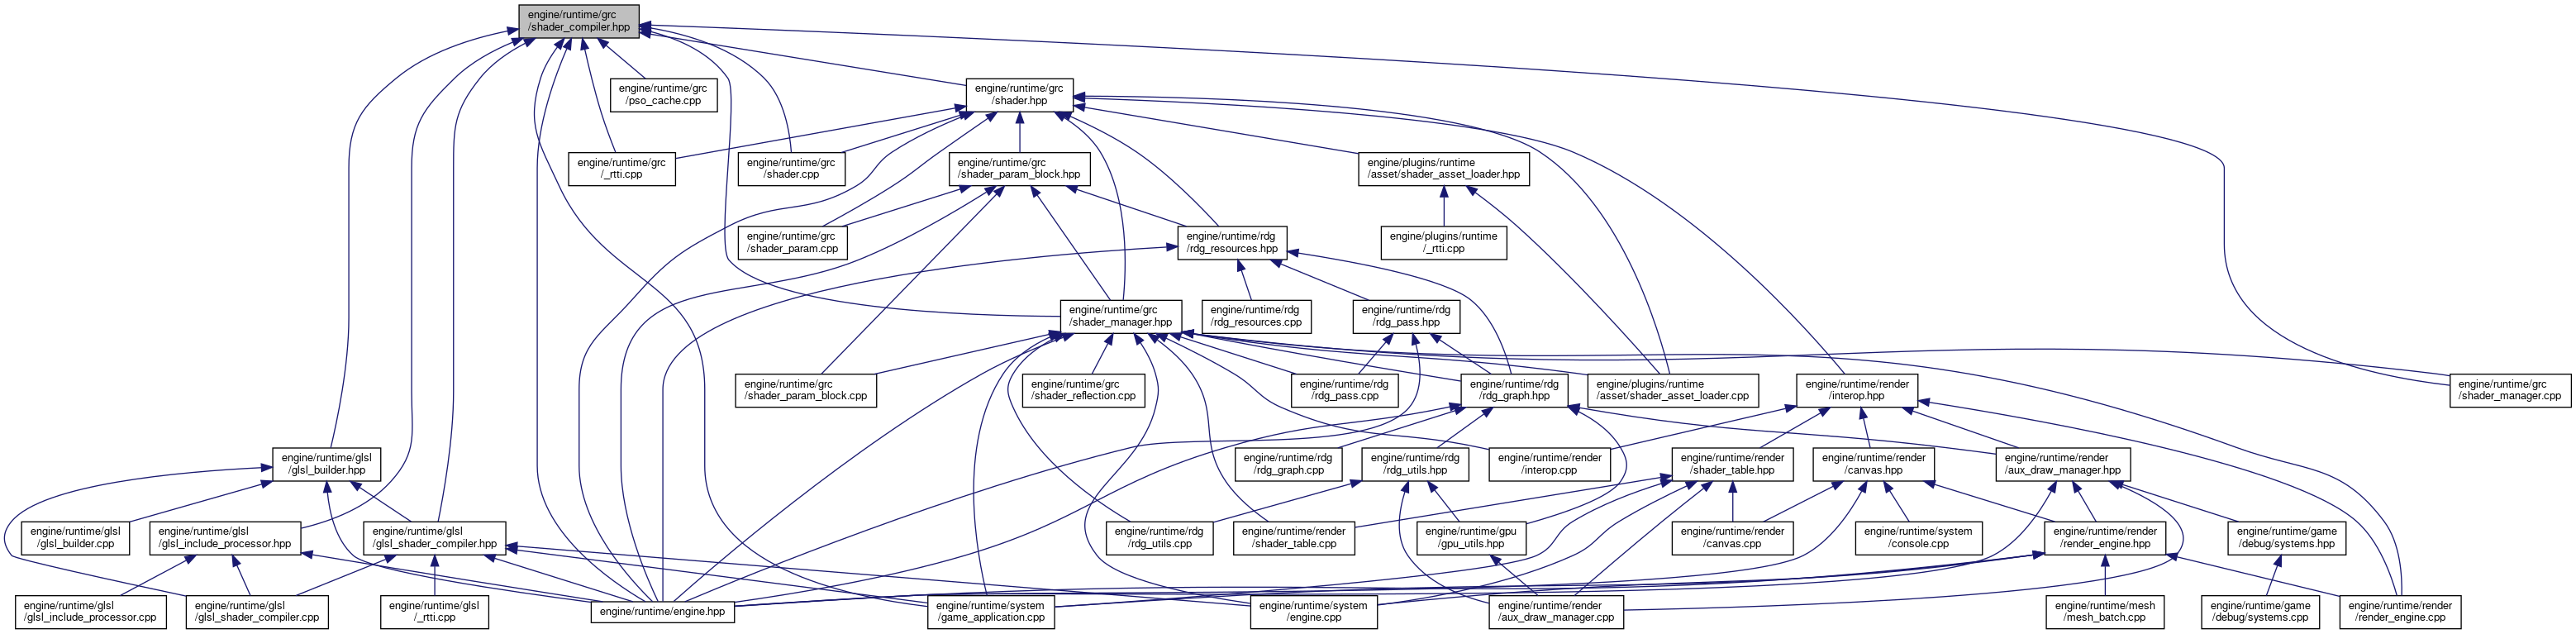 engine/runtime/grc
/shader_compiler.hpp
engine/runtime/grc
/pso_cache.cpp
engine/runtime/grc
/shader.hpp
engine/runtime/grc
/_rtti.cpp
engine/runtime/grc
/shader.cpp
engine/runtime/grc
/shader_param_block.hpp
engine/plugins/runtime
/asset/shader_asset_loader.hpp
engine/runtime/grc
/shader_param.cpp
engine/runtime/rdg
/rdg_resources.hpp
engine/plugins/runtime
/_rtti.cpp
engine/runtime/grc
/shader_manager.hpp
engine/runtime/rdg
/rdg_resources.cpp
engine/runtime/rdg
/rdg_pass.hpp
engine/runtime/grc
/shader_param_block.cpp
engine/runtime/grc
/shader_reflection.cpp
engine/runtime/rdg
/rdg_pass.cpp
engine/runtime/rdg
/rdg_graph.hpp
engine/plugins/runtime
/asset/shader_asset_loader.cpp
engine/runtime/render
/interop.hpp
engine/runtime/grc
/shader_manager.cpp
engine/runtime/glsl
/glsl_builder.hpp
engine/runtime/rdg
/rdg_graph.cpp
engine/runtime/rdg
/rdg_utils.hpp
engine/runtime/render
/interop.cpp
engine/runtime/render
/shader_table.hpp
engine/runtime/render
/canvas.hpp
engine/runtime/render
/aux_draw_manager.hpp
engine/runtime/glsl
/glsl_builder.cpp
engine/runtime/glsl
/glsl_include_processor.hpp
engine/runtime/glsl
/glsl_shader_compiler.hpp
engine/runtime/rdg
/rdg_utils.cpp
engine/runtime/render
/shader_table.cpp
engine/runtime/gpu
/gpu_utils.hpp
engine/runtime/render
/canvas.cpp
engine/runtime/system
/console.cpp
engine/runtime/render
/render_engine.hpp
engine/runtime/game
/debug/systems.hpp
engine/runtime/glsl
/glsl_include_processor.cpp
engine/runtime/glsl
/glsl_shader_compiler.cpp
engine/runtime/glsl
/_rtti.cpp
engine/runtime/engine.hpp
engine/runtime/system
/game_application.cpp
engine/runtime/system
/engine.cpp
engine/runtime/render
/aux_draw_manager.cpp
engine/runtime/mesh
/mesh_batch.cpp
engine/runtime/game
/debug/systems.cpp
engine/runtime/render
/render_engine.cpp